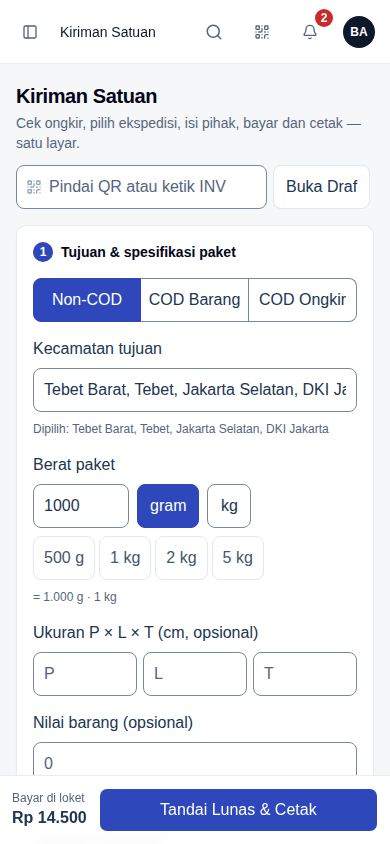 Kiriman Satuan
2
BA
Kiriman Satuan
Cek ongkir, pilih ekspedisi, isi pihak, bayar dan cetak —
satu layar.
Pindai QR atau ketik INV
Buka Draf
1 Tujuan & spesifikasi paket
Non-COD COD Barang COD Ongkir
Kecamatan tujuan
Tebet Barat, Tebet, Jakarta Selatan, DKI Ja
Dipilih: Tebet Barat, Tebet, Jakarta Selatan, DKI Jakarta
Berat paket
1000 gram kg
500 g 1 kg 2 kg 5 kg
= 1.000 g · 1 kg
Ukuran P × L × T (cm, opsional)
P L T
Nilai barang (opsional)
0
Bayar di loket
Rp 14.500
Tandai Lunas & Cetak